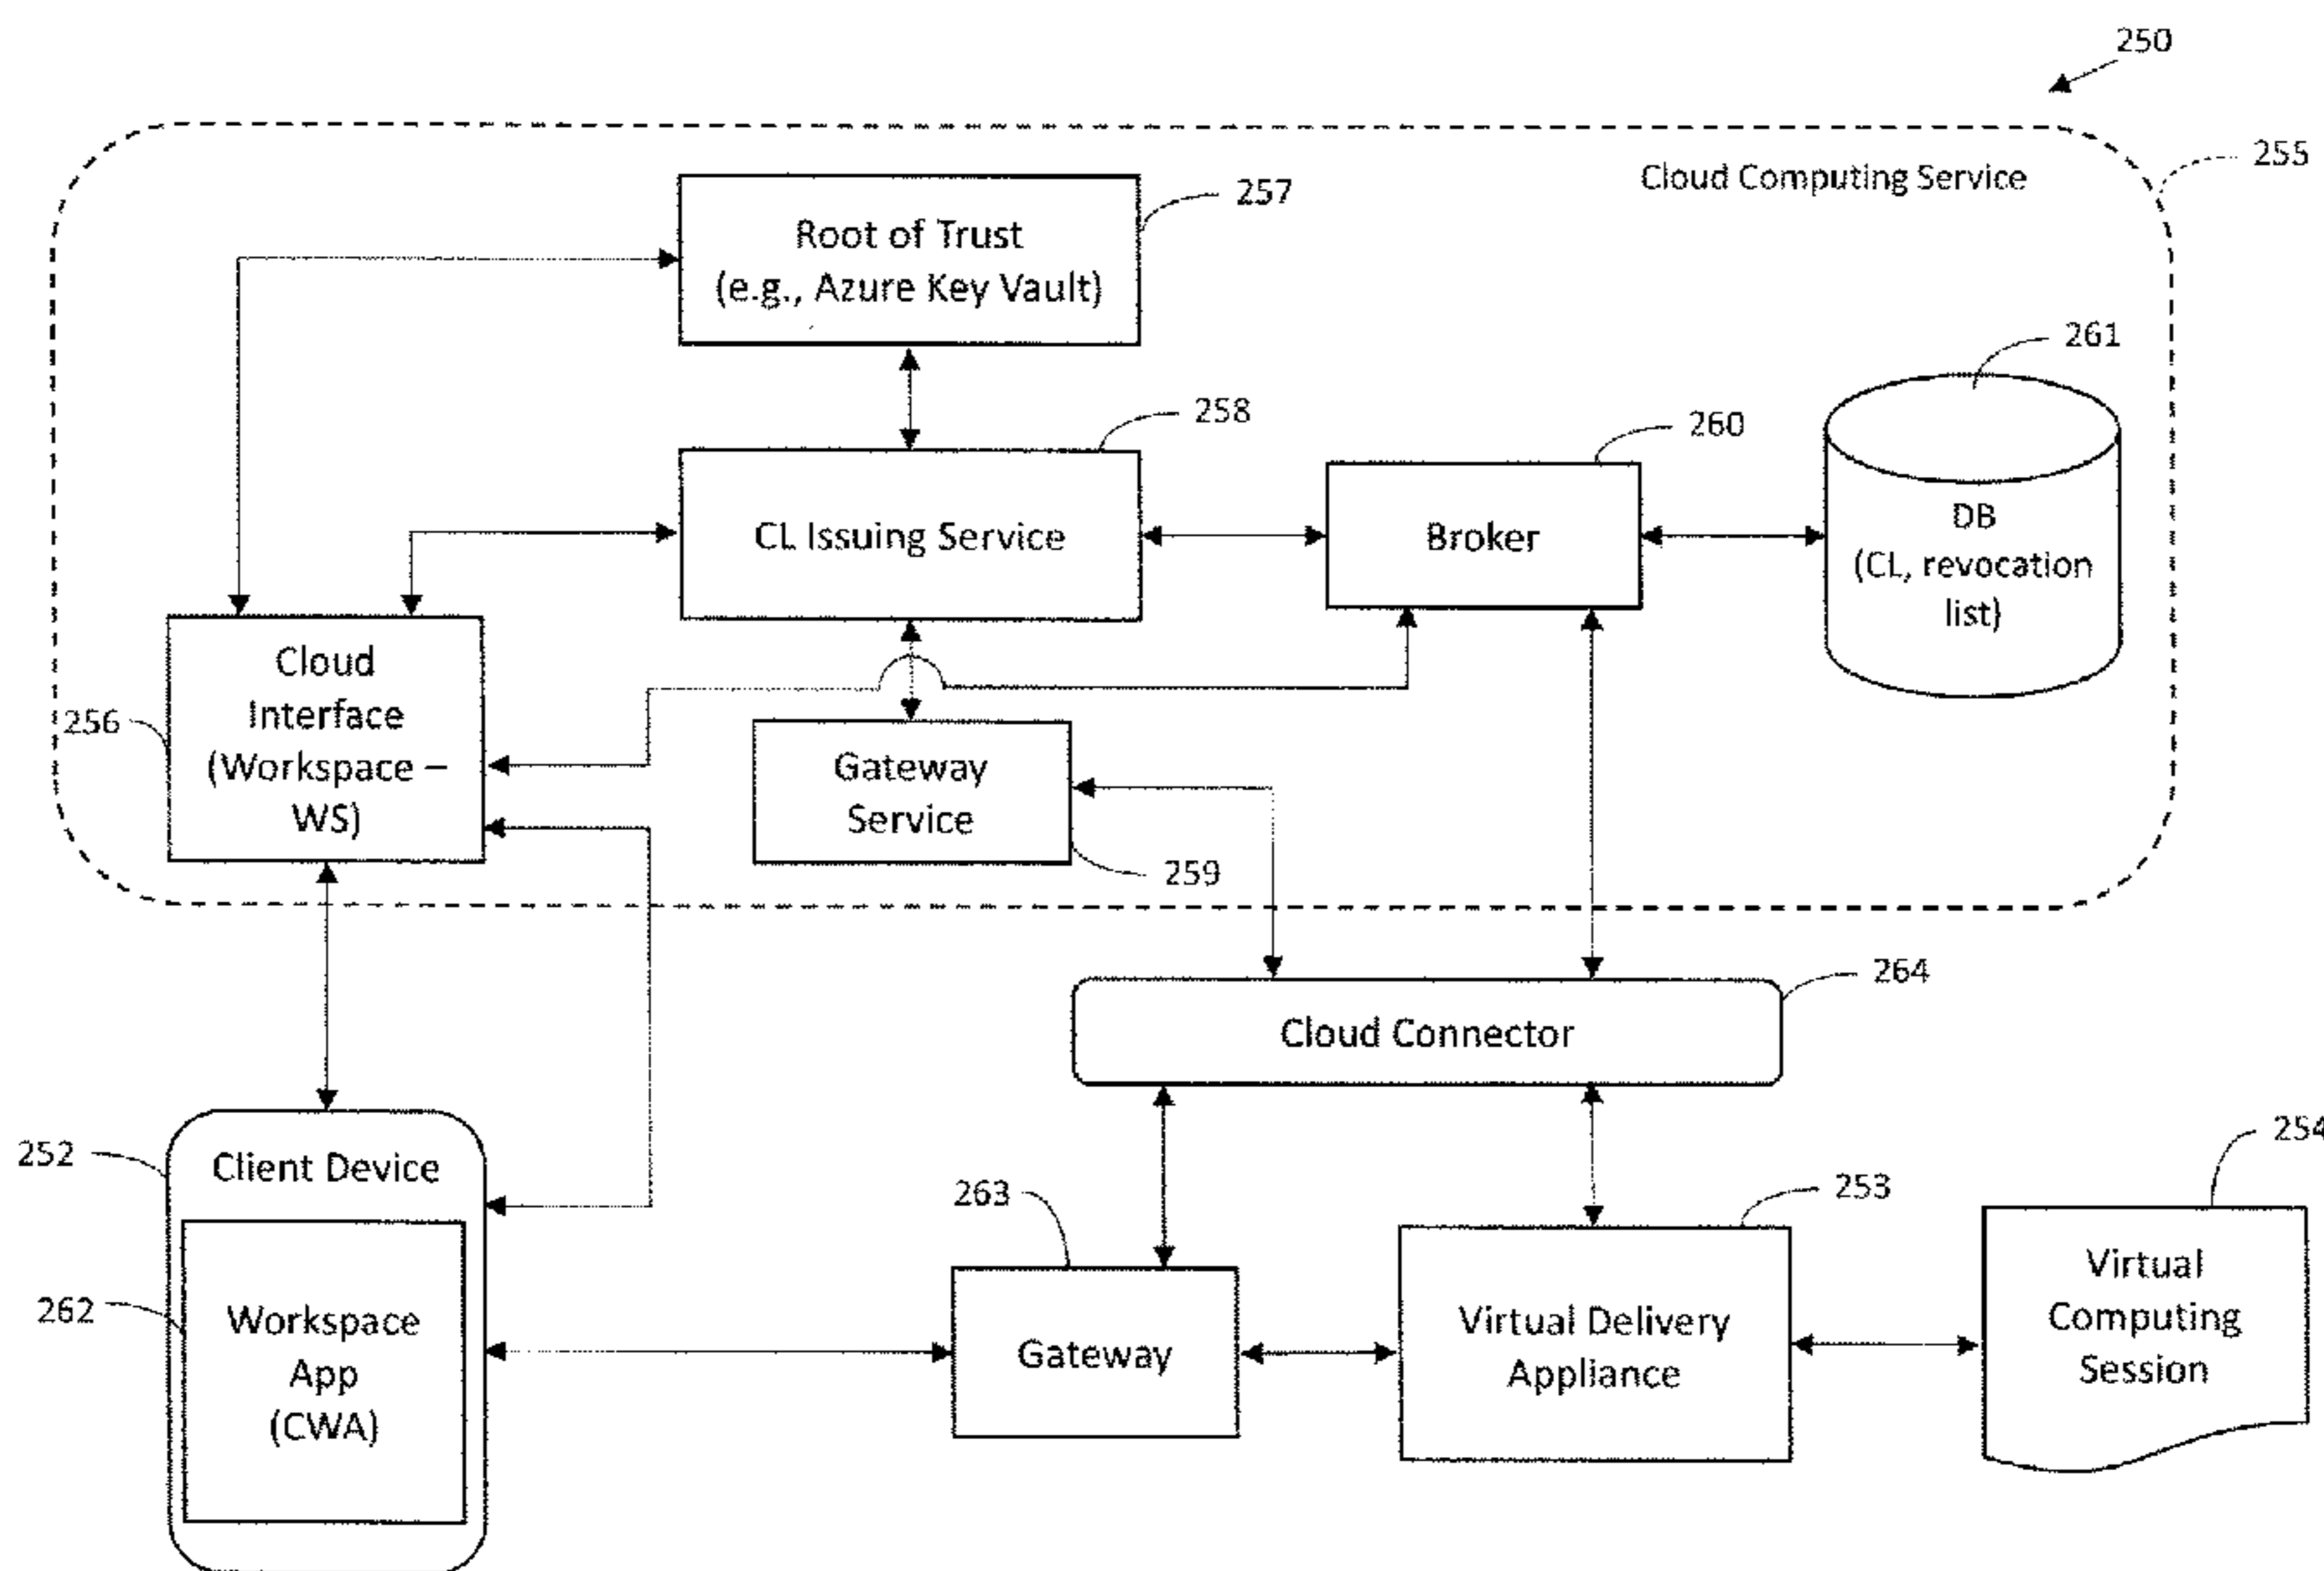 250
255
Cloud Computing Service
257
Root of Trust
(e.g., Azure Key Vault)
261
258
260
CL Issuing Service
Broker
DB
(CL, revocation
list)
Cloud
Interface
(Workspace –
WS)
256
Gateway
Service
259
264
Cloud Connector
252
Client Device
263
253
254
262
Workspace
App
(CWA)
Gateway
Virtual Delivery
Appliance
Virtual
Computing
Session